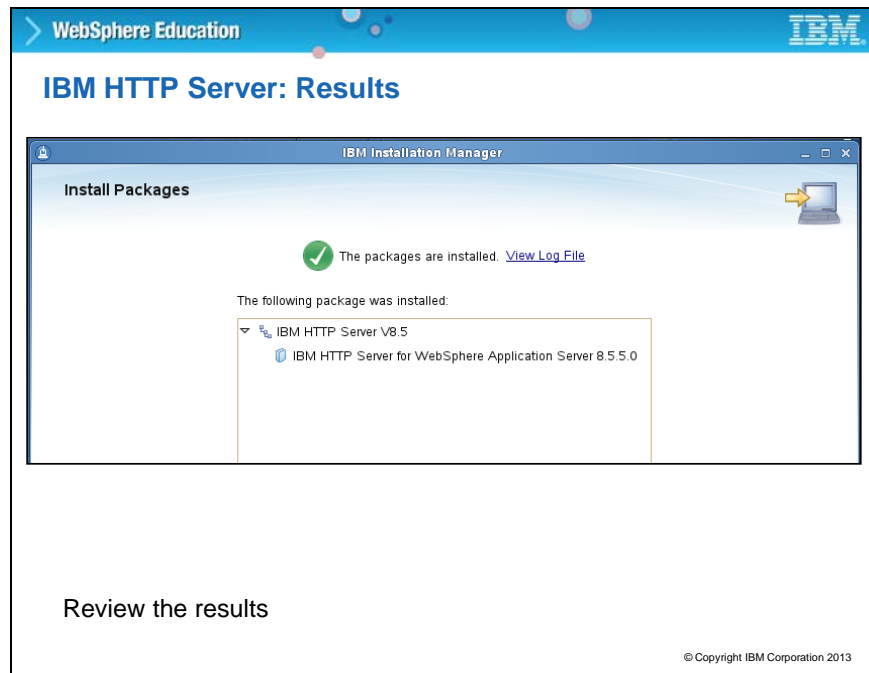 WebSphere Education
IBM
IBM HTTP Server: Results
IBM Installation Manager
Install Packages
The packages are installed. View Log File
The following package was installed:
IBM HTTP Server V8.5
IBM HTTP Server for WebSphere Application Server 8.5.5.0
Review the results
© Copyright IBM Corporation 2013